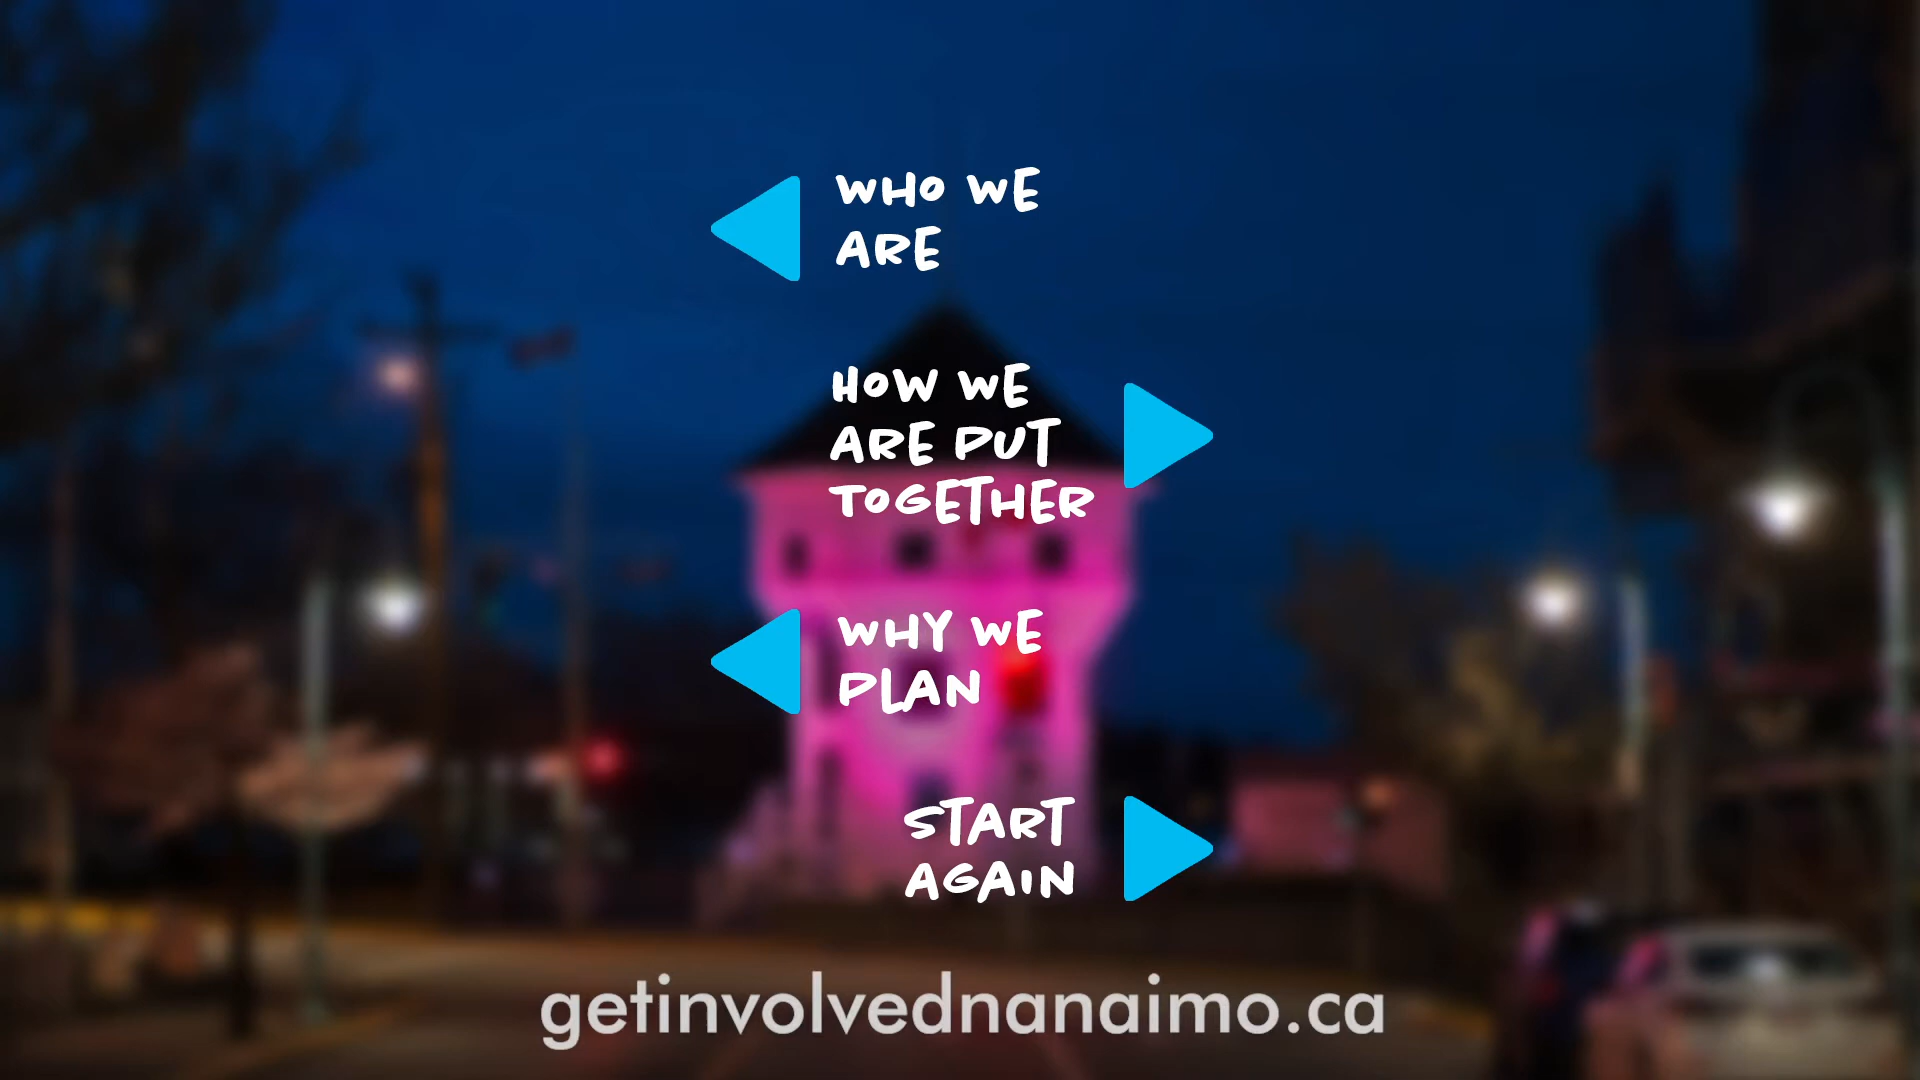 WHO WE
ARE
HOW WE
ARE PUT
TOGETHER
WHY WE
PLAN
START
AGAIN
getinvolvednanaimo.ca